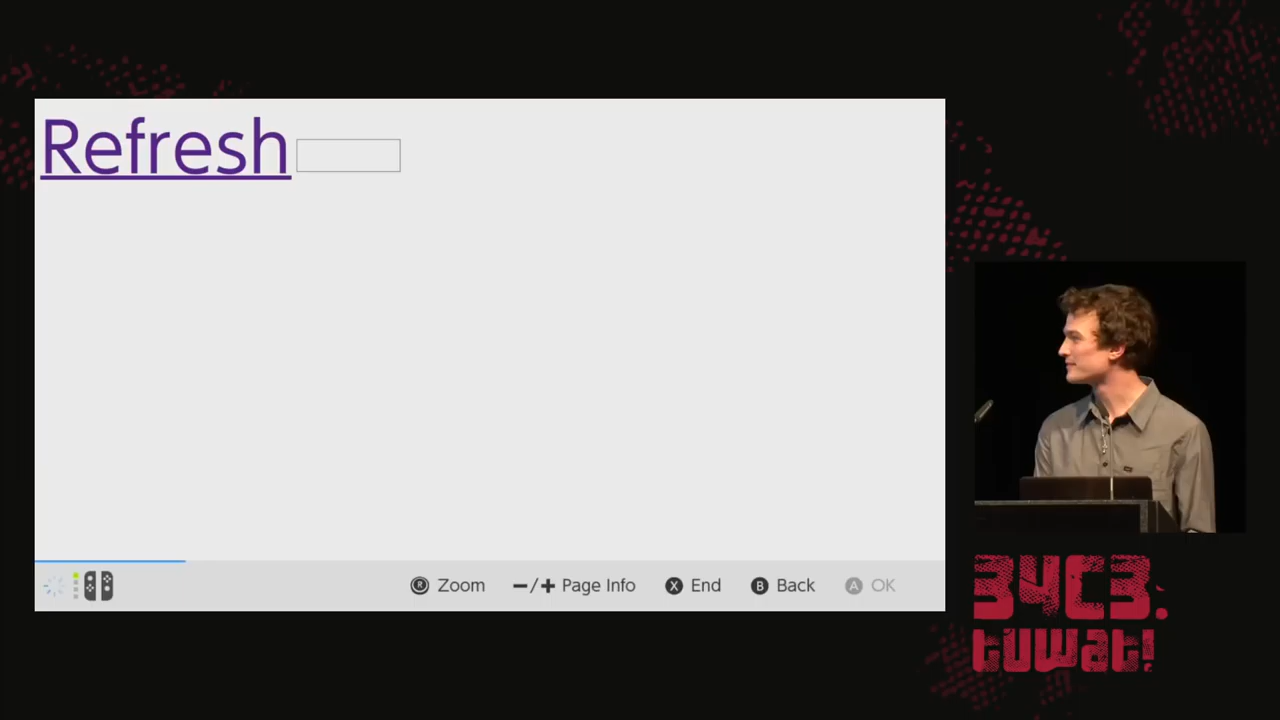 Refresh
R Zoom
−/+ Page Info
X End
B Back
A OK
34C3.
tuwat!